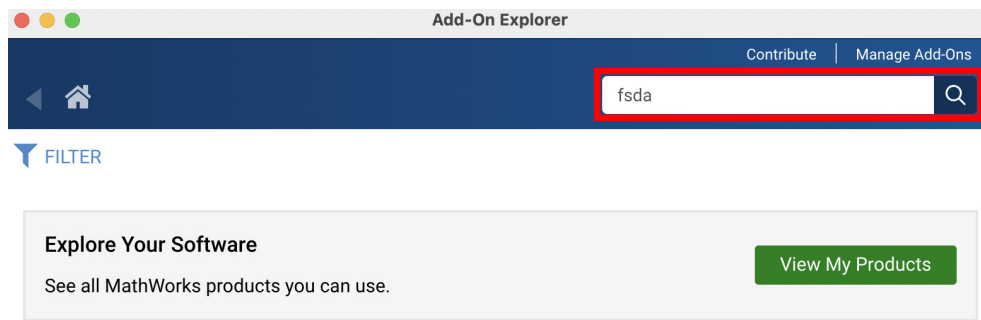 Add-On Explorer
Contribute | Manage Add-Ons
fsda
FILTER
Explore Your Software
See all MathWorks products you can use.
View My Products